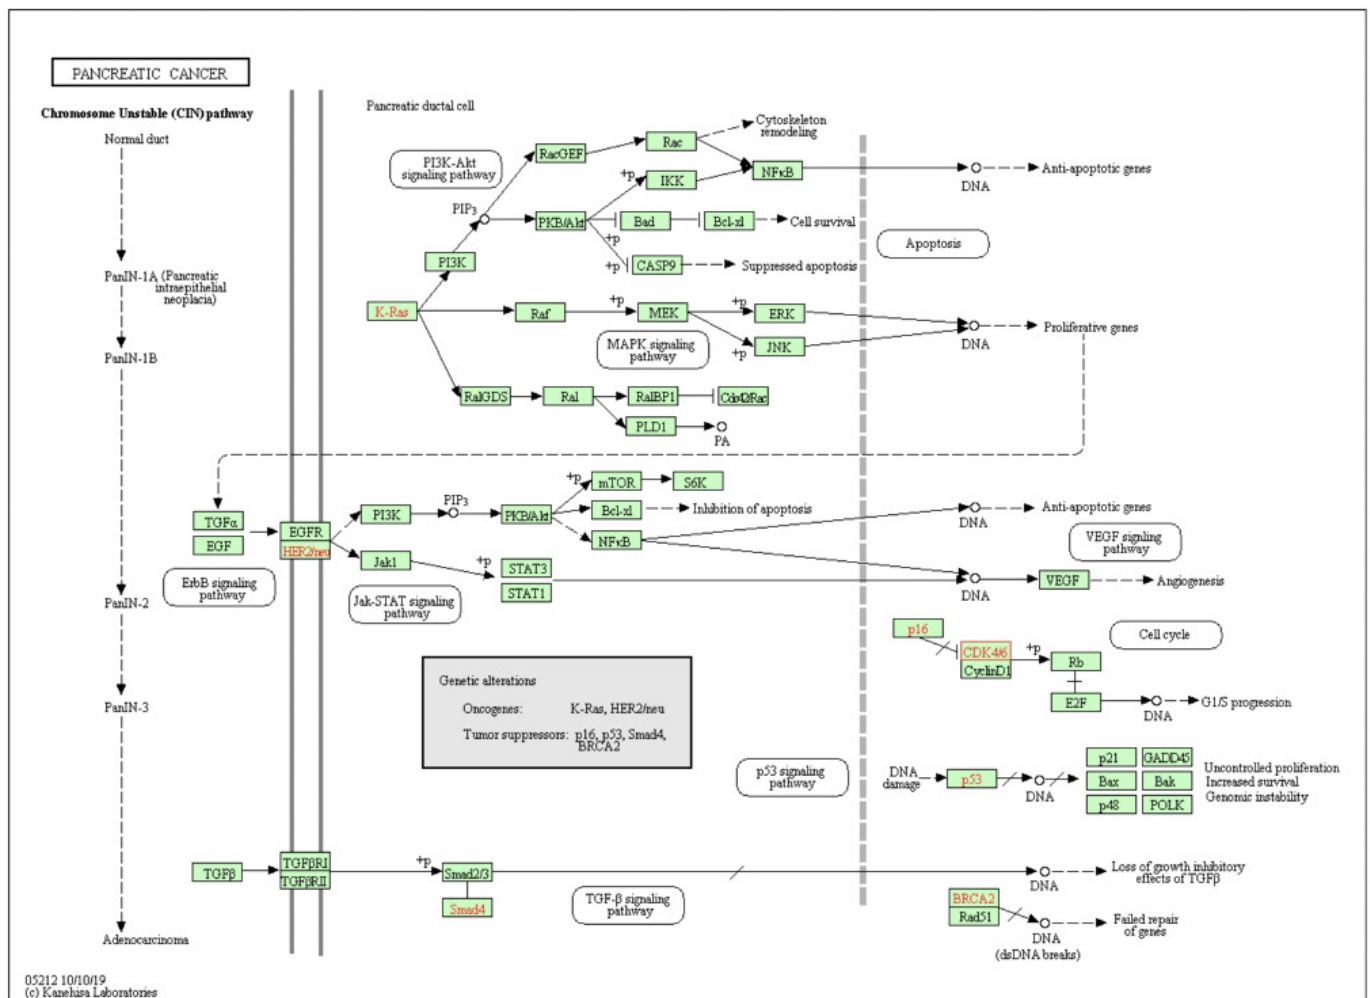 PANCREATIC CANCER
Chromosome Unstable (CIN) pathway
Normal duct
PanIN-1A (Pancreatic
intraepithelial
neoplacia)
PanIN-1B
PanIN-2
PanIN-3
Adenocarcinoma
Pancreatic ductal cell
PI3K-Akt
signaling pathway
RacGEF
Rac
Cytoskeleton
remodeling
+p
IKK
NFκB
DNA
Anti-apoptotic genes
PIP3
PKB/Akt
Bad
Bcl-xl
Cell survival
+p
Apoptosis
PI3K
+p
CASP9
Suppressed apoptosis
K-Ras
Raf
+p
MEK
+p
ERK
DNA
Proliferative genes
MAPK signaling
pathway
+p
JNK
RalGDS
Ral
RalBP1
Cdc42/Rac
PLD1
PA
TGFα
EGF
EGFR
HER2/neu
ErbB signaling
pathway
PI3K
PIP3
PKB/Akt
+p
mTOR
S6K
Bcl-xl
Inhibition of apoptosis
NFκB
DNA
Anti-apoptotic genes
VEGF signling
pathway
Jak1
+p
STAT3
STAT1
DNA
VEGF
Angiogenesis
Jak-STAT signaling
pathway
p16
CDK4/6
CyclinD1
+p
Rb
Cell cycle
E2F
DNA
G1/S progression
Genetic alterations
Oncogenes: K-Ras, HER2/neu
Tumor suppressors: p16, p53, Smad4,
BRCA2
p53 signaling
pathway
DNA
damage
p53
DNA
p21
GADD45
Bax
Bak
p48
POLK
Uncontrolled proliferation
Increased survival
Genomic instability
TGFβ
TGFβRI
TGFβRII
+p
Smad2/3
Smad4
TGF-β signaling
pathway
DNA
Loss of growth inhibitory
effects of TGFβ
BRCA2
Rad51
DNA
(dsDNA breaks)
Failed repair
of genes
05212 10/10/19
(c) Kanehisa Laboratories